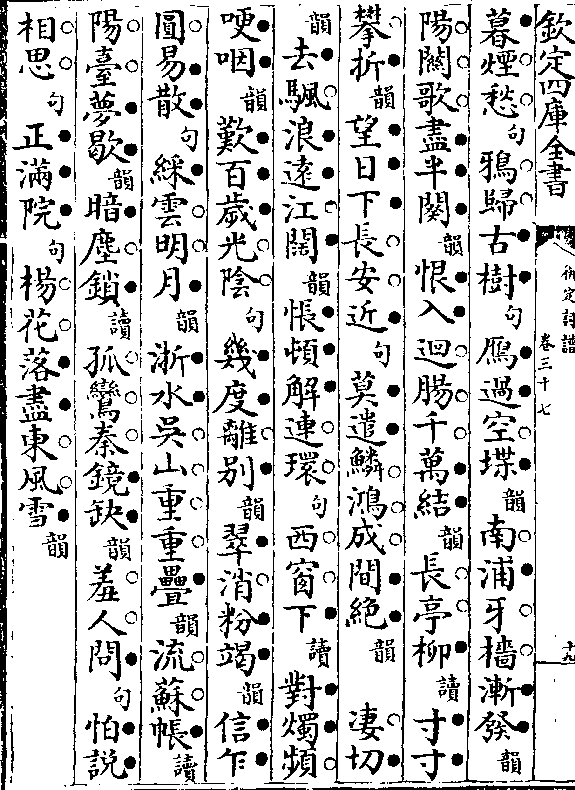 欽定四庫全書
御定詞譜
卷三十七
十九
暮煙愁句鴉歸古樹句鴈過空堞韻南浦牙檣漸發韻
陽關歌盡半闋韻恨入迴腸千萬結韻長亭柳讀寸寸
攀折韻望日下長安近句莫遣鱗鴻成間絶韻　凄切
韻去颿浪遠江闊韻悵頓解連環句西窗下讀對燭頻
哽咽韻歎百歲光陰句幾度離别韻翠消粉竭韻信乍
圓易散句綵雲明月韻浙水吳山重重疊韻流蘇帳讀
陽臺夢歇韻暗塵鎖讀孤鸞秦鏡缺韻羞人問句怕説
相思句正滿院句楊花落盡東風雪韻